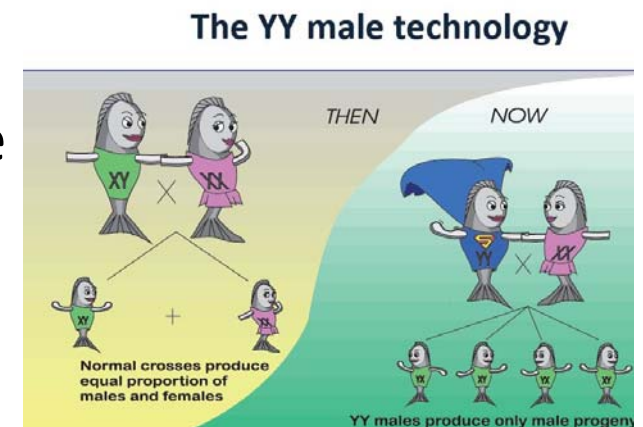 The YY male technology
e
THEN
NOW
XY
X
XX
S
YY
X
XX
XY
+
XX
Normal crosses produce
equal proportion of
males and females
XY
XY
XY
YY males produce only male progeny